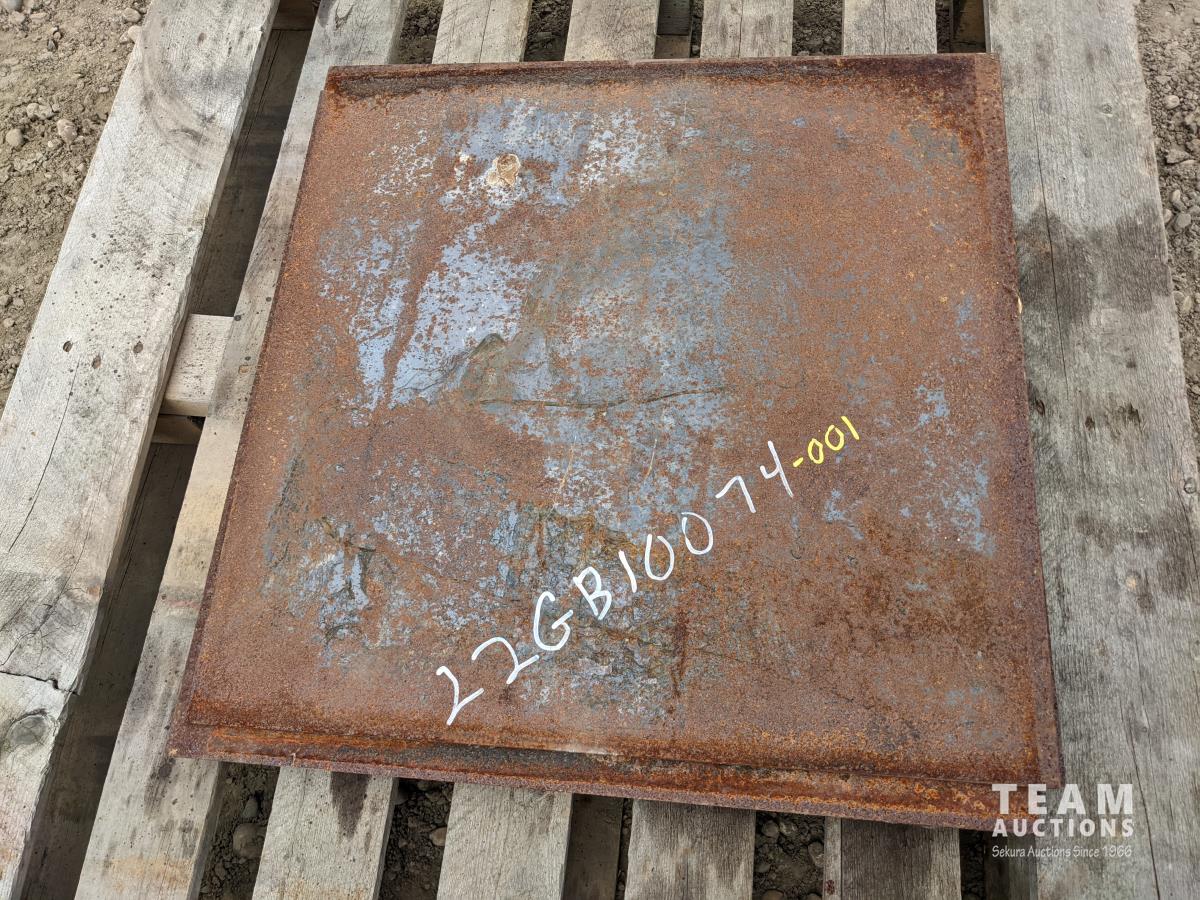 22GB10074-001
TEAM
AUCTIONS
Sekura Auctions Since 1966